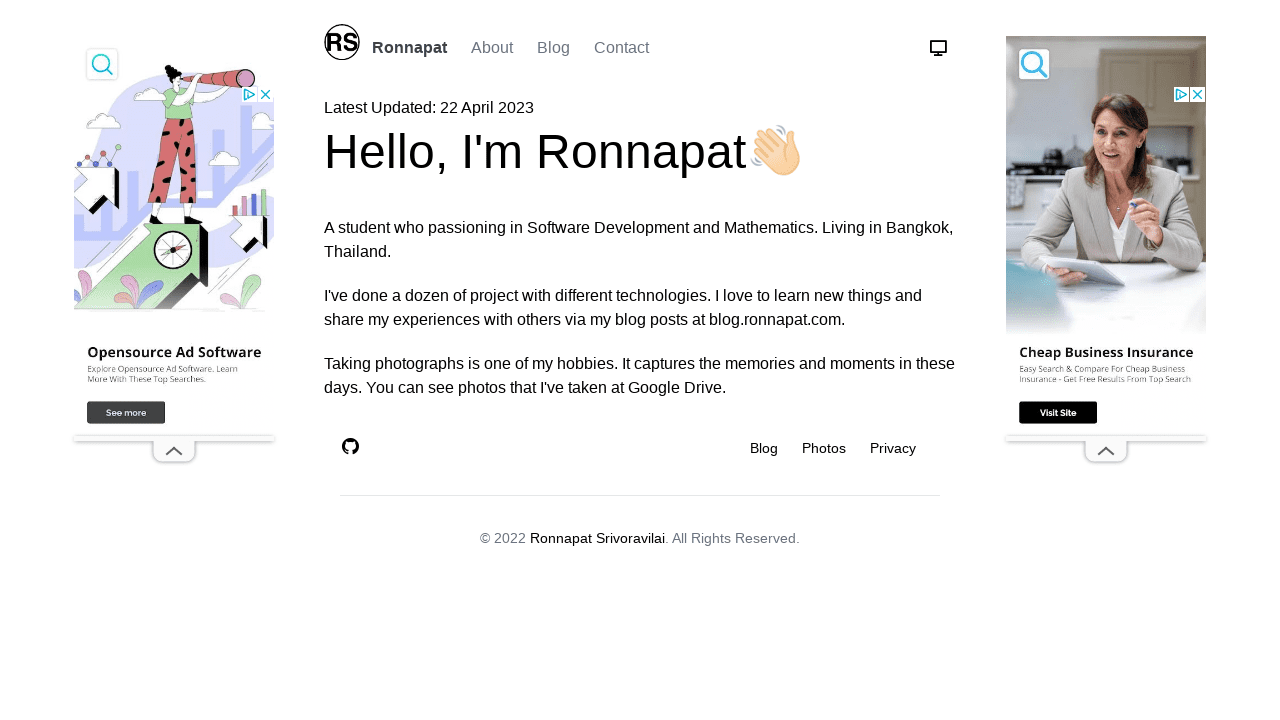 RS Ronnapat About Blog Contact
Latest Updated: 22 April 2023
Hello, I'm Ronnapat
A student who passioning in Software Development and Mathematics. Living in Bangkok,
Thailand.
I've done a dozen of project with different technologies. I love to learn new things and
share my experiences with others via my blog posts at blog.ronnapat.com.
Taking photographs is one of my hobbies. It captures the memories and moments in these
days. You can see photos that I've taken at Google Drive.
Blog Photos Privacy
© 2022 Ronnapat Srivoravilai. All Rights Reserved.
Opensource Ad Software
Explore Opensource Ad Software. Learn
More With These Top Searches.
See more
Cheap Business Insurance
Easy Search & Compare For Cheap Business
Insurance - Get Free Results From Top Search
Visit Site